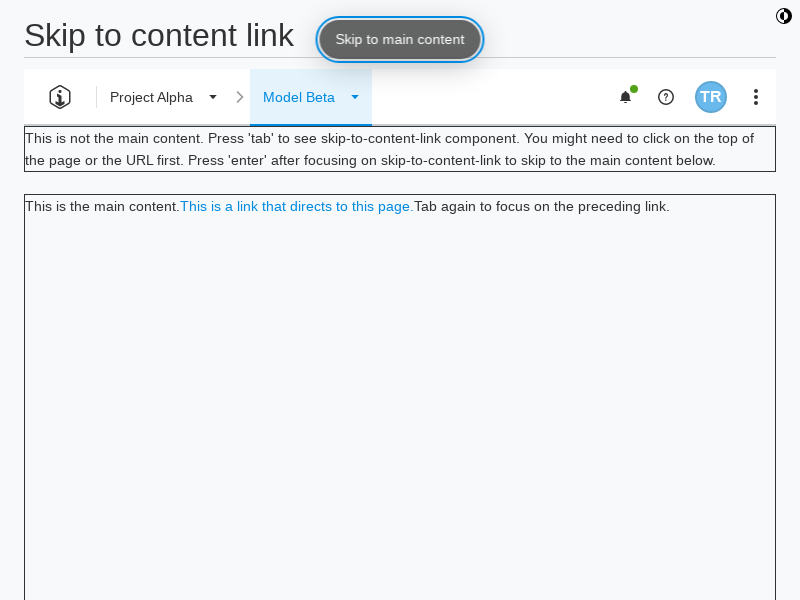 Skip to content link
Skip to main content
Project Alpha
Model Beta
TR
This is not the main content. Press 'tab' to see skip-to-content-link component. You might need to click on the top of
the page or the URL first. Press 'enter' after focusing on skip-to-content-link to skip to the main content below.
This is the main content.This is a link that directs to this page.Tab again to focus on the preceding link.